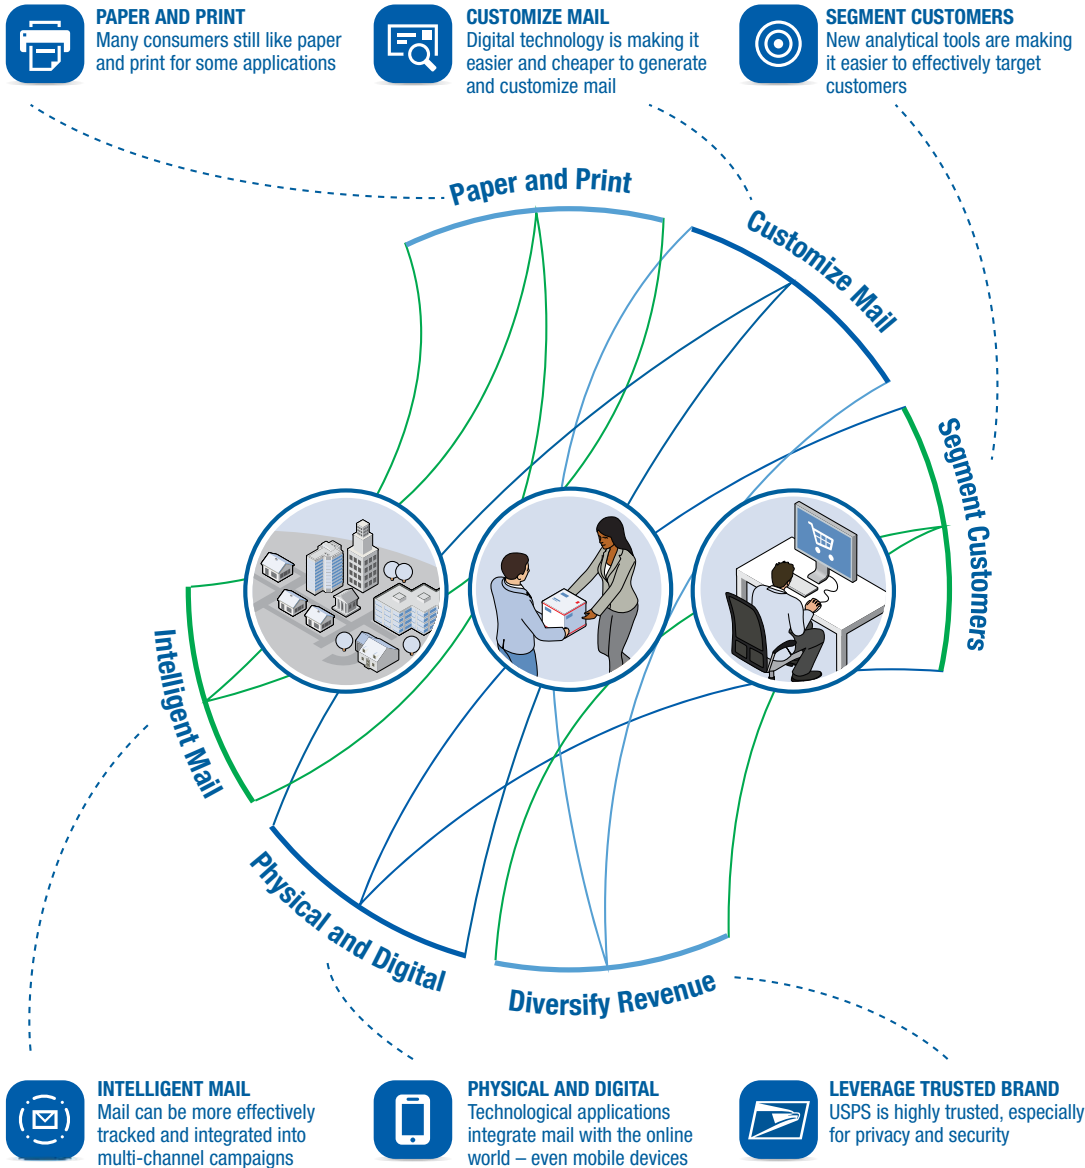 PAPER AND PRINT
Many consumers still like paper
and print for some applications
CUSTOMIZE MAIL
Digital technology is making it
easier and cheaper to generate
and customize mail
SEGMENT CUSTOMERS
New analytical tools are making
it easier to effectively target
customers
Paper and Print
Customize Mail
Segment Customers
Intelligent Mail
Physical and Digital
Diversify Revenue
INTELLIGENT MAIL
Mail can be more effectively
tracked and integrated into
multi-channel campaigns
PHYSICAL AND DIGITAL
Technological applications
integrate mail with the online
world – even mobile devices
LEVERAGE TRUSTED BRAND
USPS is highly trusted, especially
for privacy and security